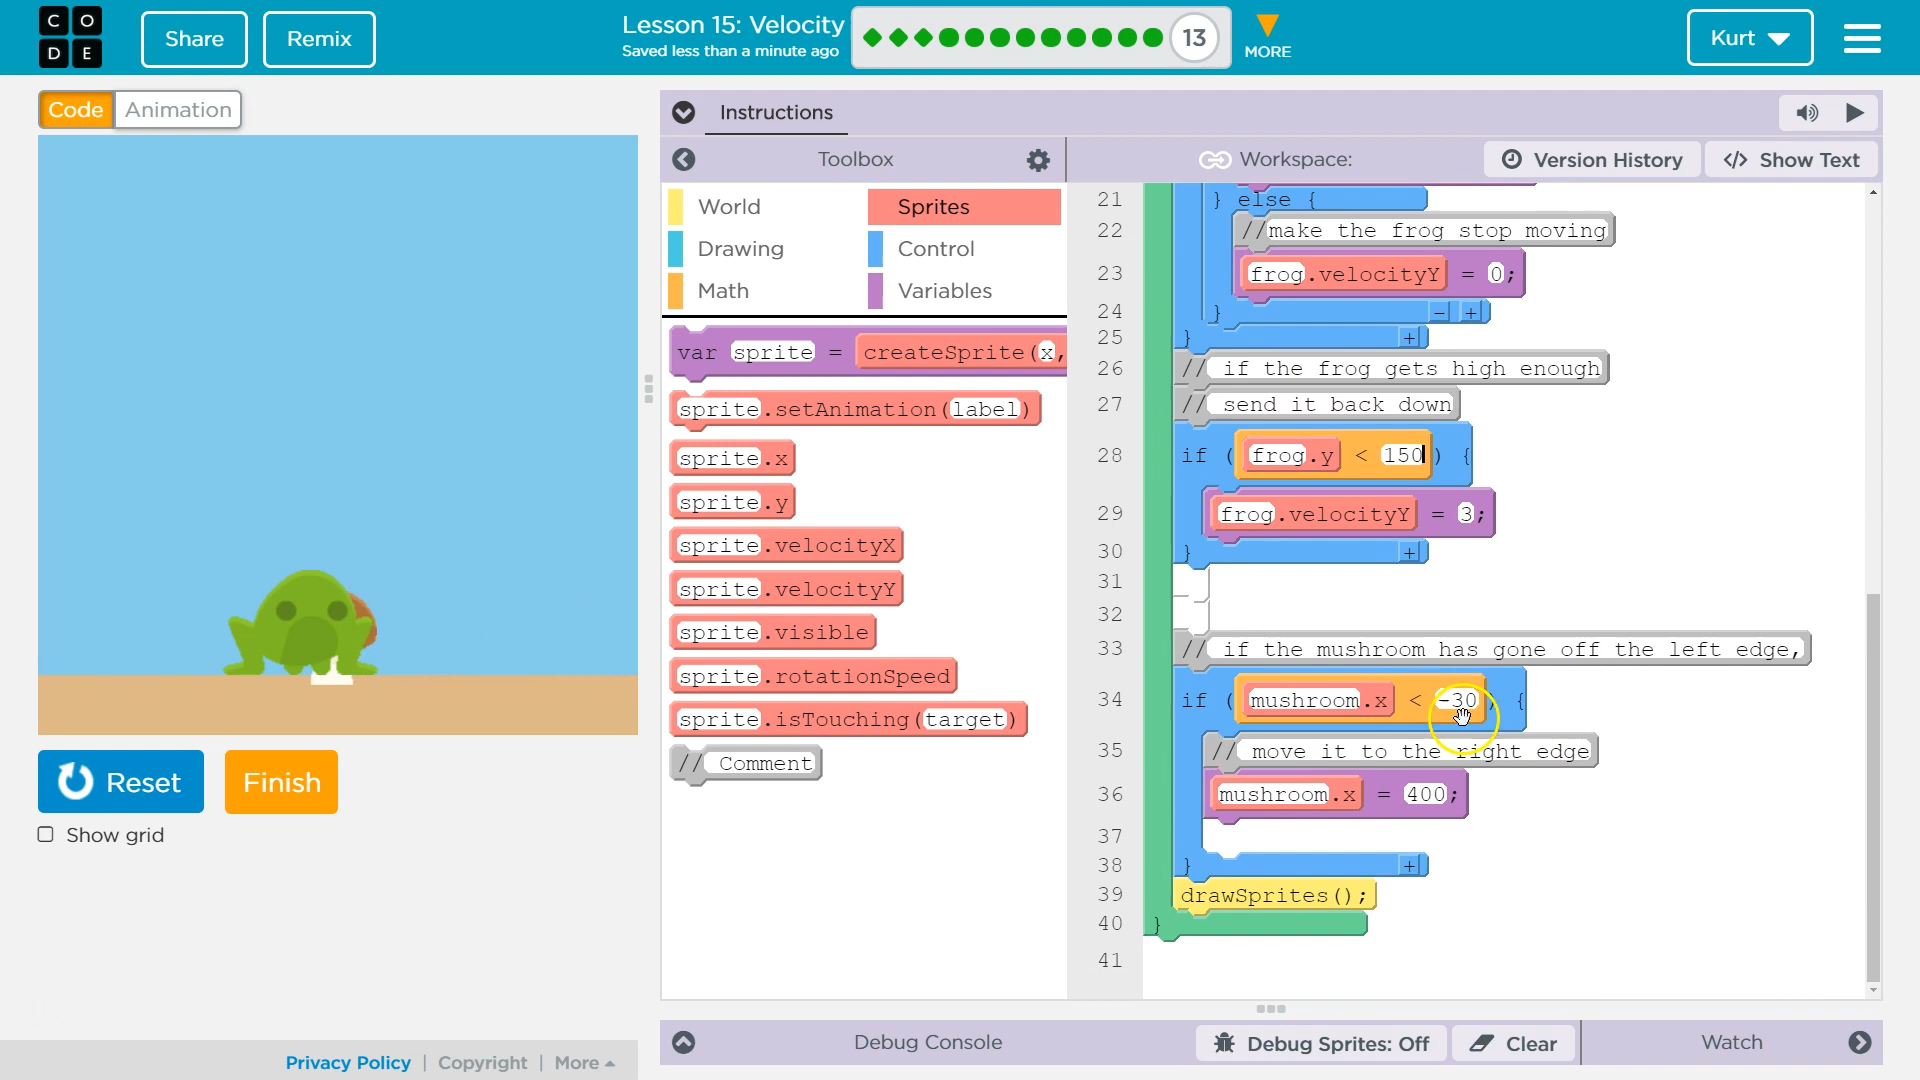 C O
D E
Share
Remix
Lesson 15: Velocity
Saved less than a minute ago
13
MORE
Kurt
Code
Animation
Instructions
Toolbox
Workspace:
Version History
</> Show Text
World
Sprites
Drawing
Control
Math
Variables
var sprite = createSprite(x,
sprite.setAnimation(label)
sprite.x
sprite.y
sprite.velocityX
sprite.velocityY
sprite.visible
sprite.rotationSpeed
sprite.isTouching(target)
// Comment
21 } else {
22 //make the frog stop moving
23 frog.velocityY = 0;
24 } - +
25 } +
26 // if the frog gets high enough
27 // send it back down
28 if (frog.y < 150) {
29 frog.velocityY = 3;
30 } +
31
32
33 // if the mushroom has gone off the left edge,
34 if (mushroom.x < -30) {
35 // move it to the right edge
36 mushroom.x = 400;
37
38 } +
39 drawSprites();
40 }
41
Reset
Finish
Show grid
Privacy Policy | Copyright | More
Debug Console
Debug Sprites: Off
Clear
Watch